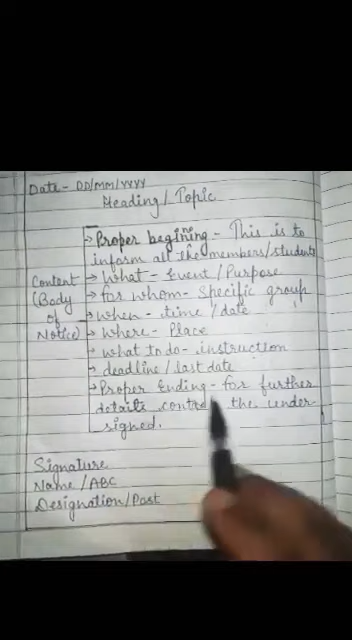 Date - DD/MM/YYYY
Heading / Topic
→ Proper begining - This is to
inform all the members/students
Content
(Body
of
Notice)
→ What - Event / Purpose
→ for whom - Specific group
→ when - time / date
→ where - Place
→ what to do - instruction
→ deadline / last date
→ Proper Ending - for further
details contact the under-
signed.
Signature
Name / ABC
Designation/Post